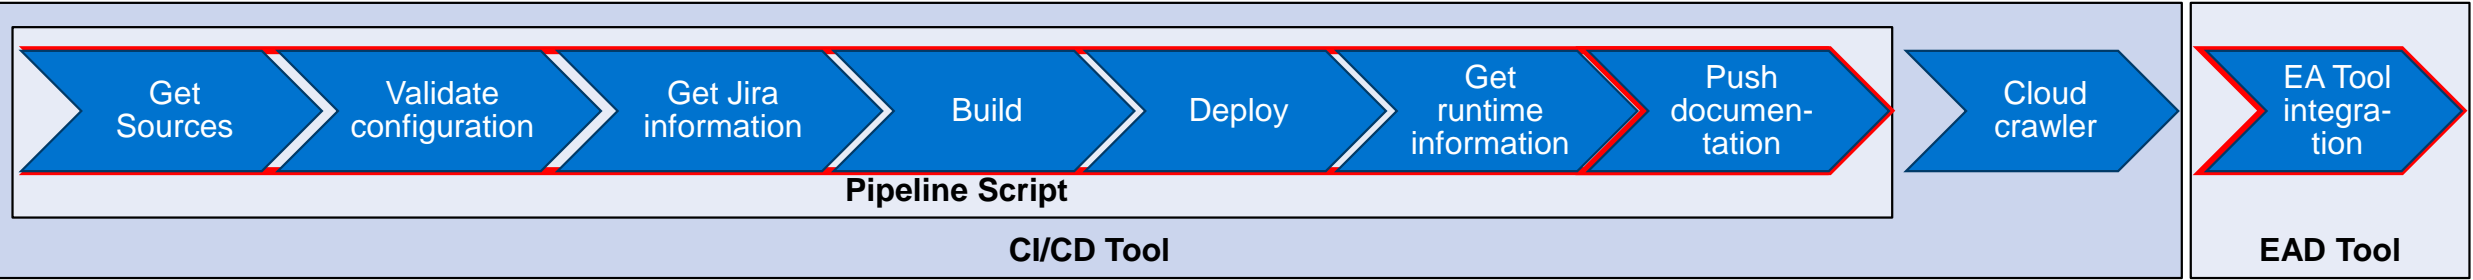 Get
Sources
Validate
configuration
Get Jira
information
Build
Deploy
Get
runtime
information
Push
documen-
tation
Cloud
crawler
EA Tool
integra-
tion
Pipeline Script
CI/CD Tool
EAD Tool